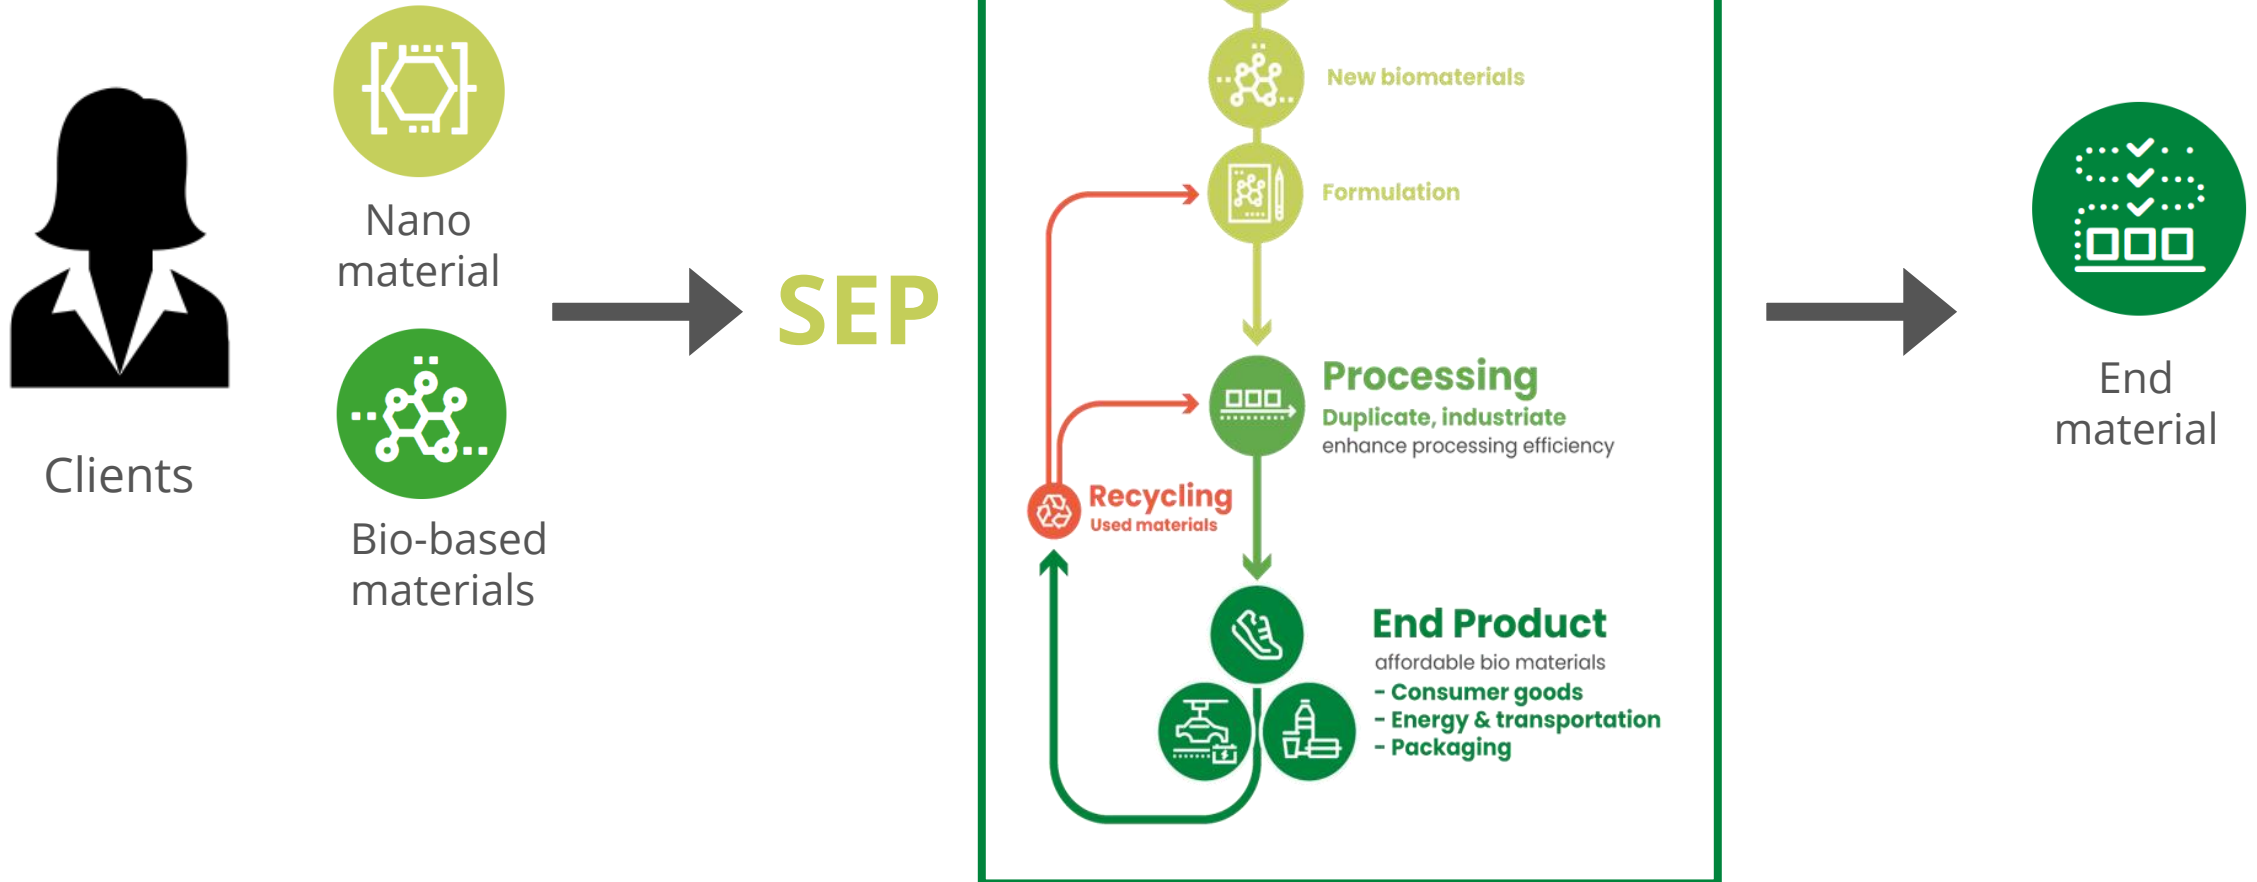 Clients
Nano
material
Bio-based
materials
SEP
New biomaterials
Formulation
Processing
Duplicate, industriate
enhance processing efficiency
Recycling
Used materials
End Product
affordable bio materials
- Consumer goods
- Energy & transportation
- Packaging
End
material